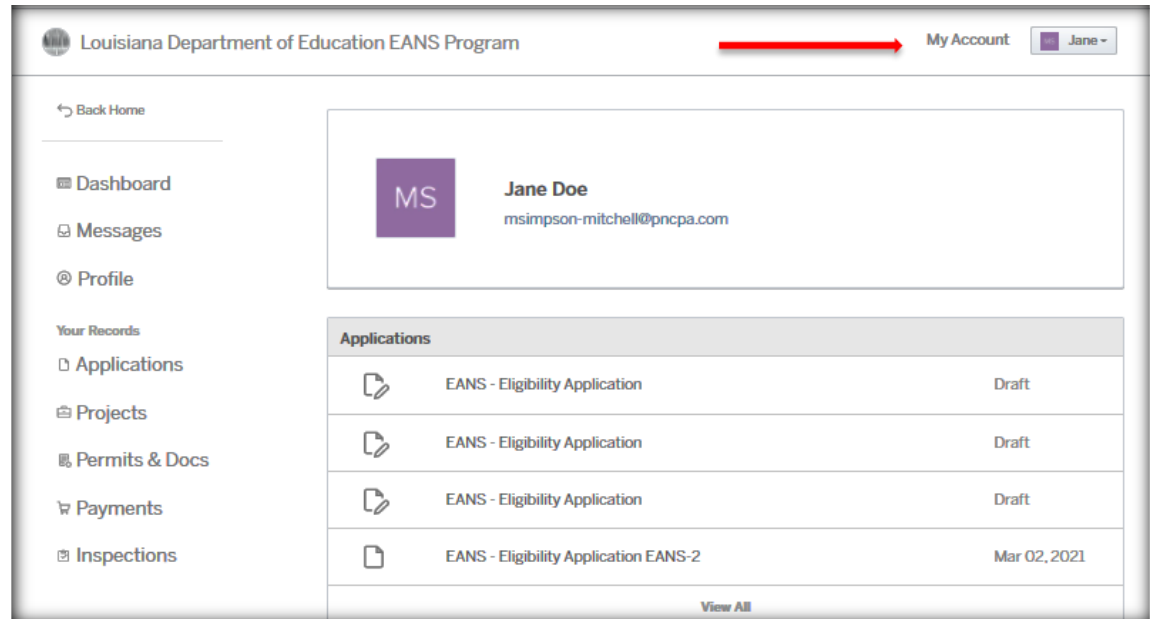 Louisiana Department of Education EANS Program
My Account
Jane
Back Home
Dashboard
Messages
Profile
Your Records
Applications
Projects
Permits & Docs
Payments
Inspections
MS
Jane Doe
msimpson-mitchell@pncpa.com
Applications
EANS - Eligibility Application Draft
EANS - Eligibility Application Draft
EANS - Eligibility Application Draft
EANS - Eligibility Application EANS-2 Mar 02, 2021
View All